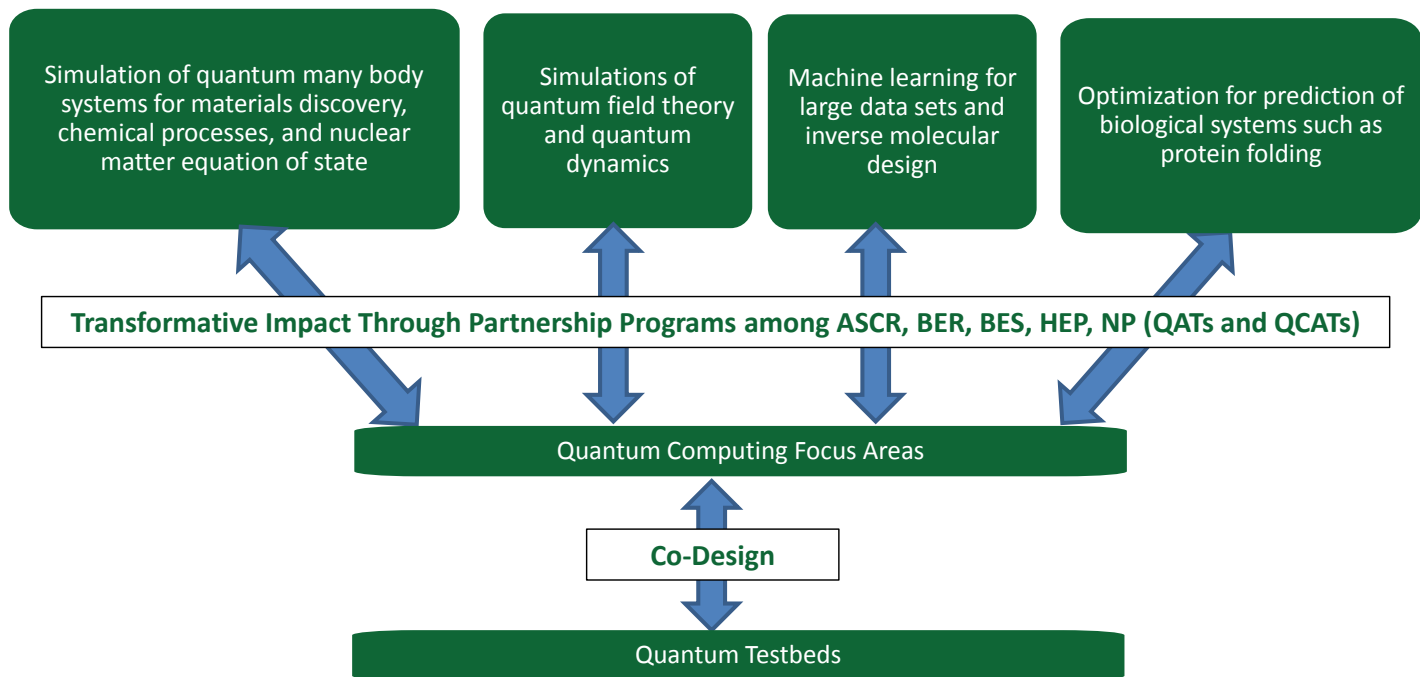 Simulation of quantum many body
systems for materials discovery,
chemical processes, and nuclear
matter equation of state
Simulations of
quantum field theory
and quantum
dynamics
Machine learning for
large data sets and
inverse molecular
design
Optimization for prediction of
biological systems such as
protein folding
Transformative Impact Through Partnership Programs among ASCR, BER, BES, HEP, NP (QATs and QCATs)
Quantum Computing Focus Areas
Co-Design
Quantum Testbeds